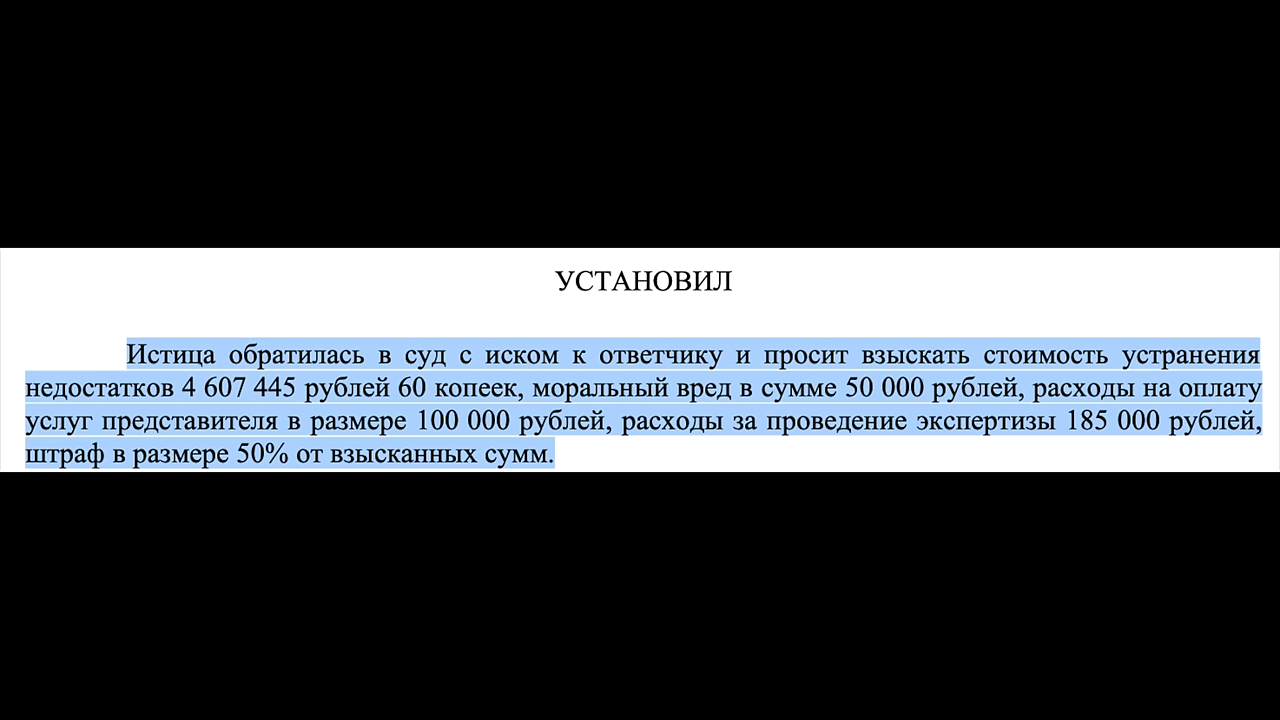 УСТАНОВИЛ
Истица обратилась в суд с иском к ответчику и просит взыскать стоимость устранения
недостатков 4 607 445 рублей 60 копеек, моральный вред в сумме 50 000 рублей, расходы на оплату
услуг представителя в размере 100 000 рублей, расходы за проведение экспертизы 185 000 рублей,
штраф в размере 50% от взысканных сумм.